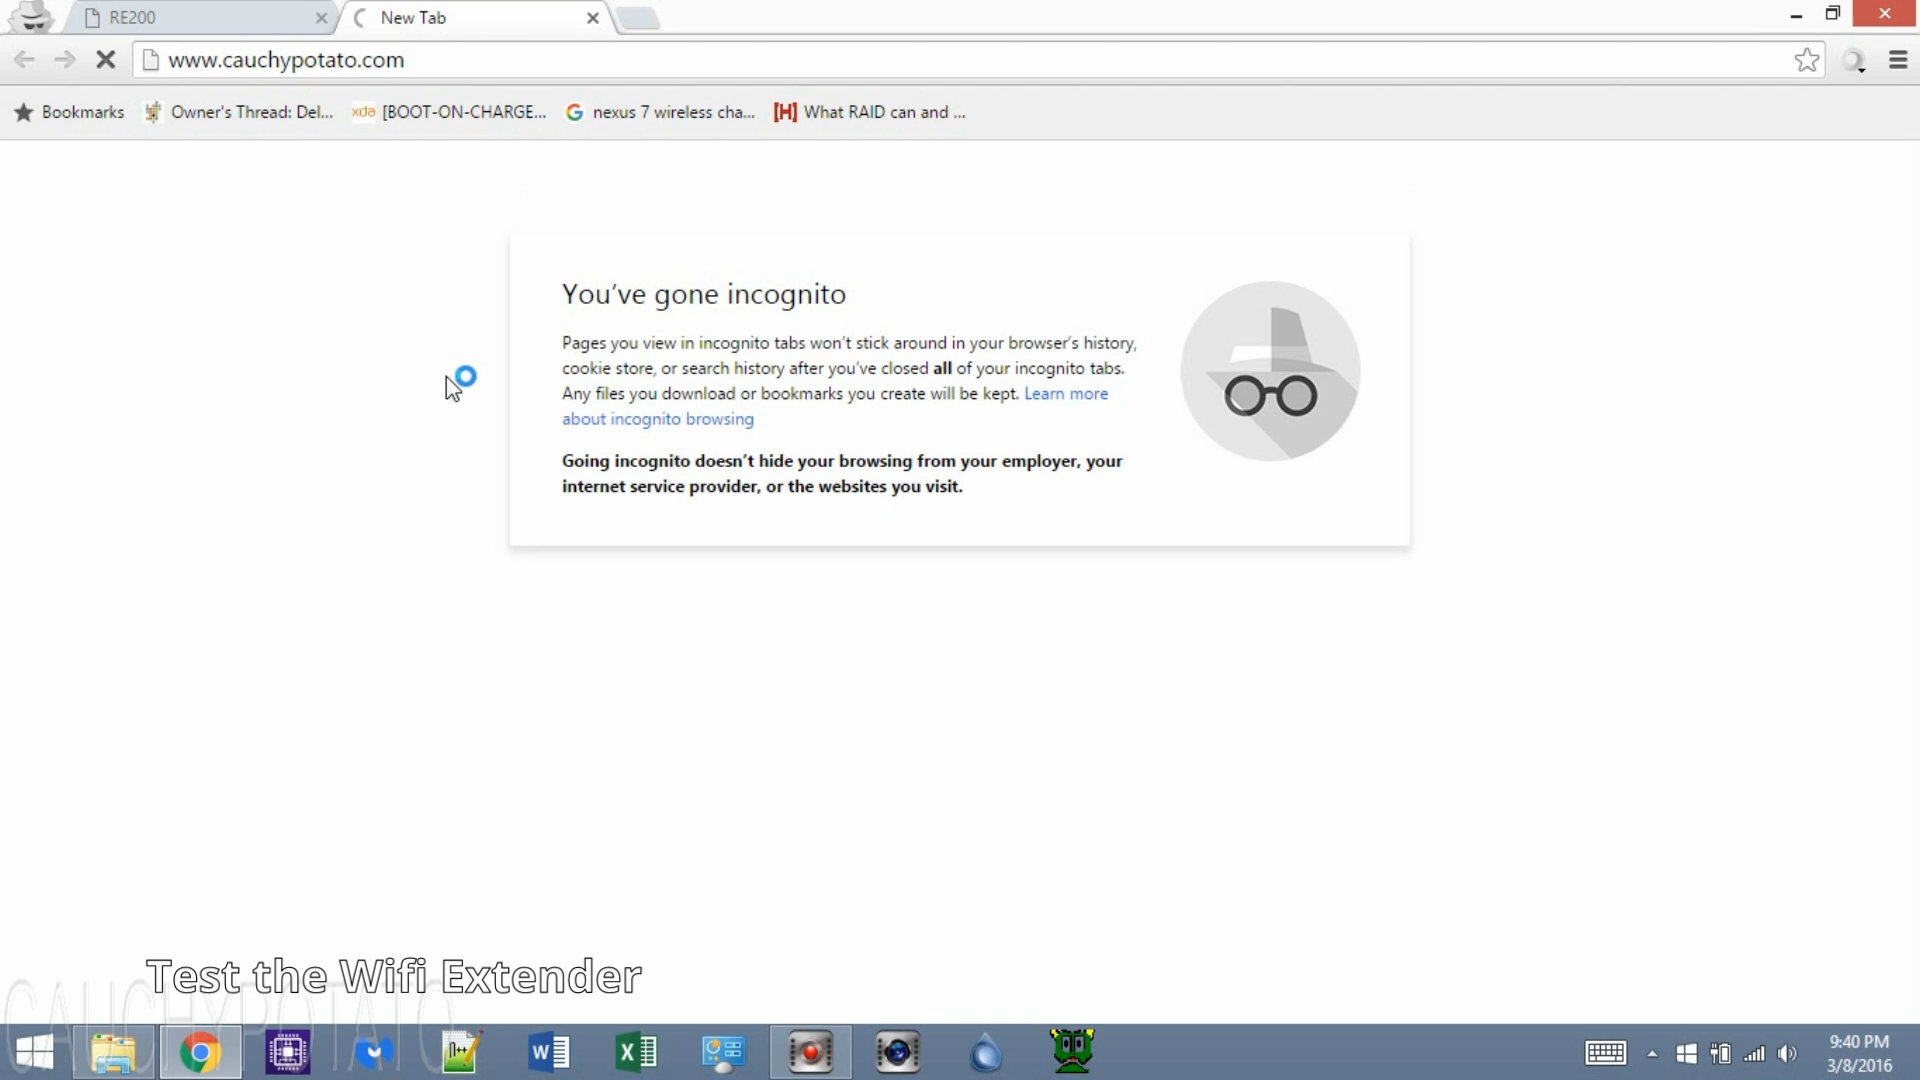 RE200
New Tab
www.cauchypotato.com
Bookmarks
Owner's Thread: Del...
xda [BOOT-ON-CHARGE...
nexus 7 wireless cha...
[H] What RAID can and ...
You've gone incognito
Pages you view in incognito tabs won't stick around in your browser's history,
cookie store, or search history after you've closed all of your incognito tabs.
Any files you download or bookmarks you create will be kept. Learn more
about incognito browsing
Going incognito doesn't hide your browsing from your employer, your
internet service provider, or the websites you visit.
Test the Wifi Extender
CAUCHYPOTATO
9:40 PM
3/8/2016